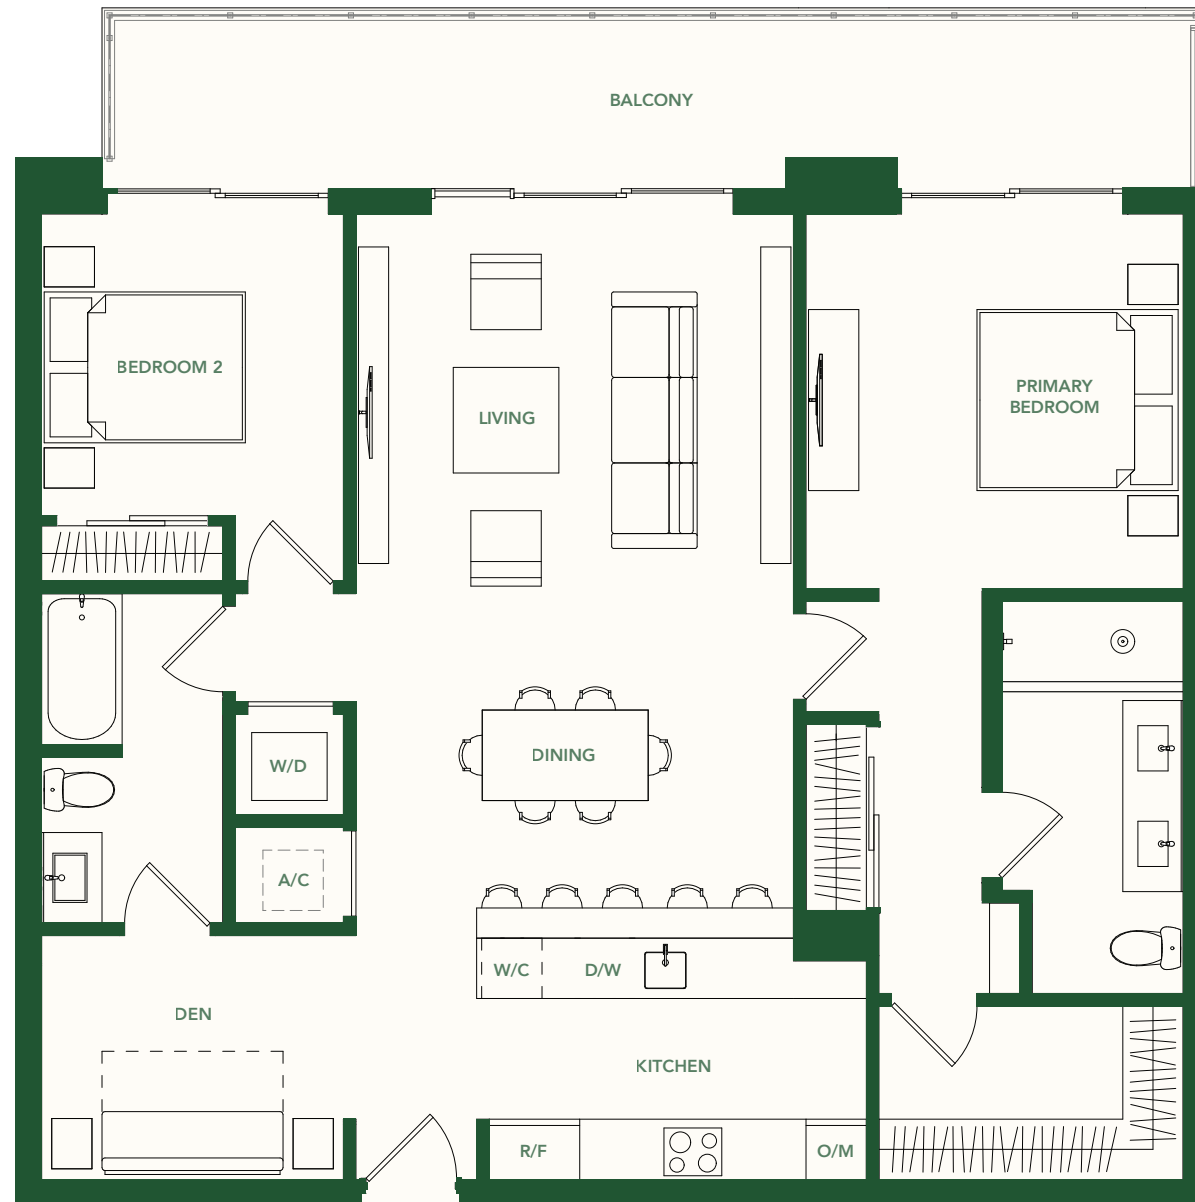 BALCONY
BEDROOM 2
LIVING
PRIMARY
BEDROOM
W/D
DINING
A/C
W/C
D/W
DEN
KITCHEN
R/F
O/M